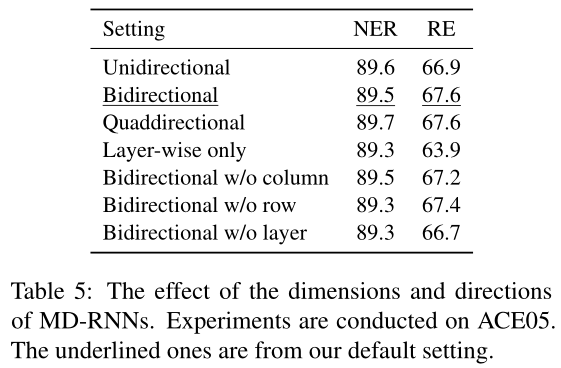 Setting NER RE
Unidirectional 89.6 66.9
Bidirectional 89.5 67.6
Quaddirectional 89.7 67.6
Layer-wise only 89.3 63.9
Bidirectional w/o column 89.5 67.2
Bidirectional w/o row 89.3 67.4
Bidirectional w/o layer 89.3 66.7
Table 5: The effect of the dimensions and directions
of MD-RNNs. Experiments are conducted on ACE05.
The underlined ones are from our default setting.